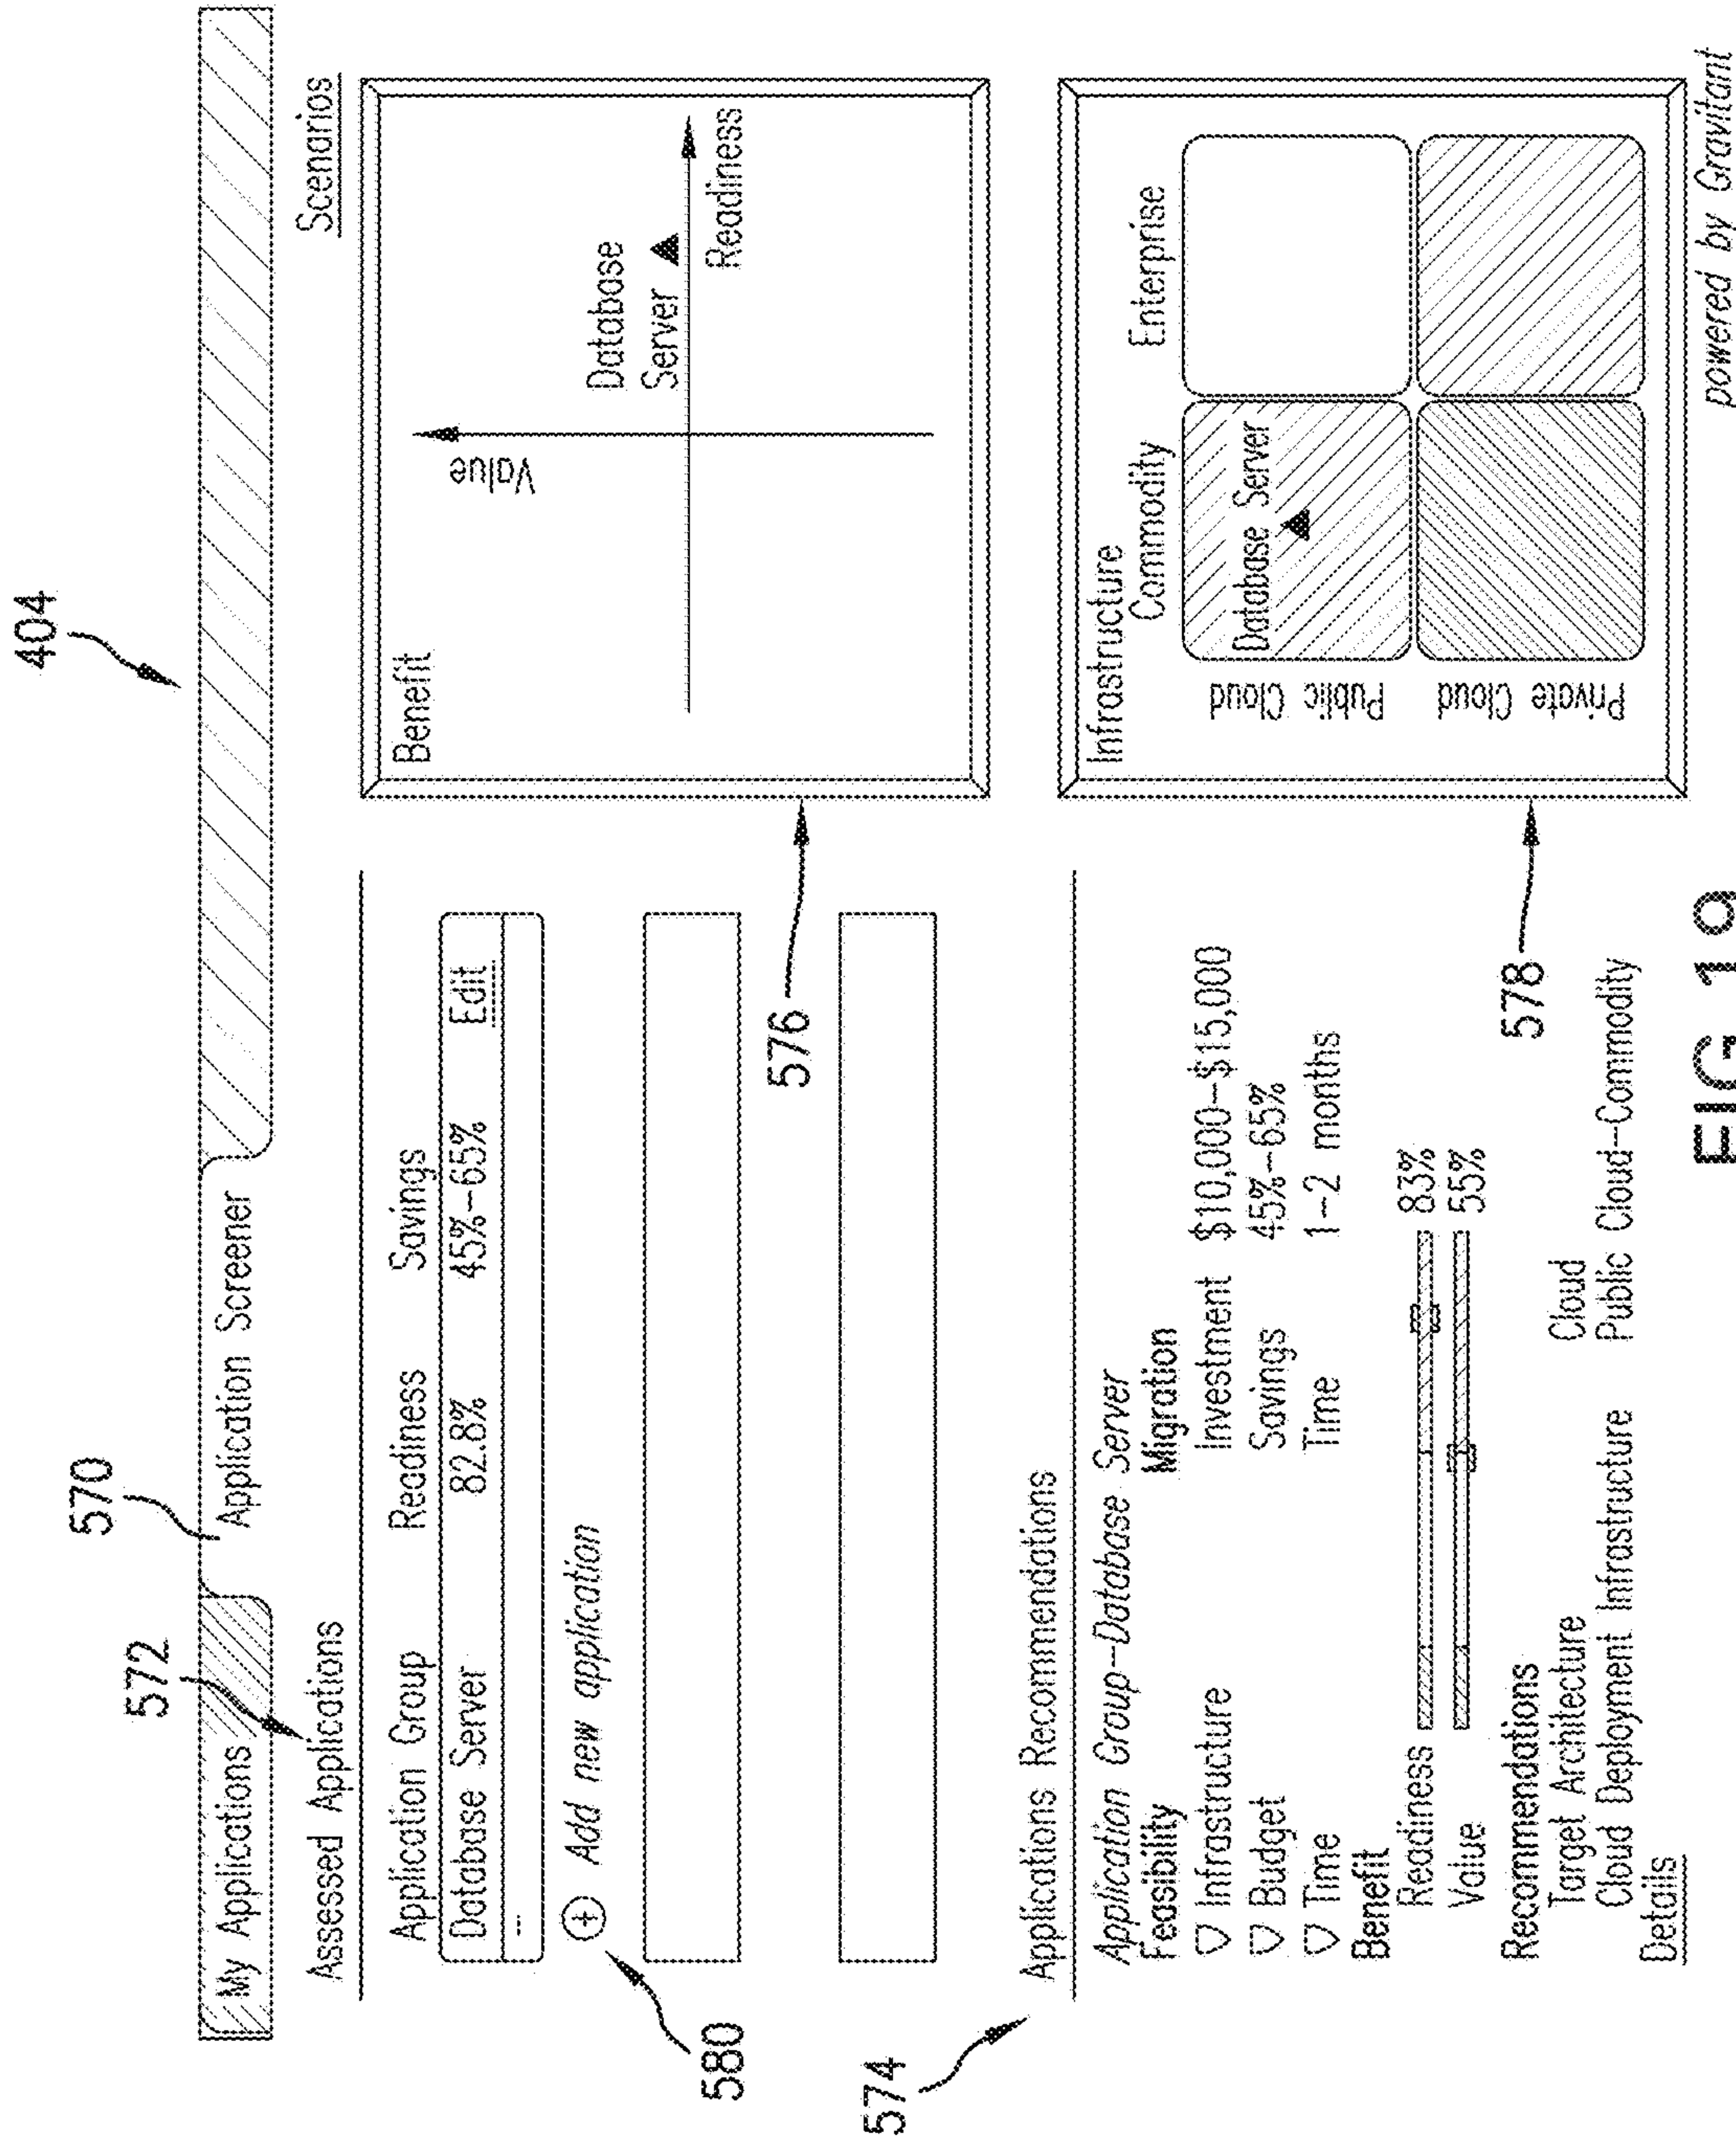 404
572
570
My Applications
Application Screener
Scenarios
Assessed Applications
Application Group Readiness Savings
Database Server 82.8% 45%-65% Edit
...
+ Add new application
580
576
Benefit
Value
Database
Server
Readiness
574
Applications Recommendations
Application Group-Database Server
Feasibility Migration
Infrastructure Investment $10,000-$15,000
Budget Savings 45%-65%
Time Time 1-2 months
Benefit
Readiness 83%
Value 55%
Recommendations
Target Architecture Cloud
Cloud Deployment Infrastructure Public Cloud-Commodity
Details
578
Infrastructure
Commodity Enterprise
Public Cloud
Database Server
Private Cloud
powered by Gravitant
FIG 19